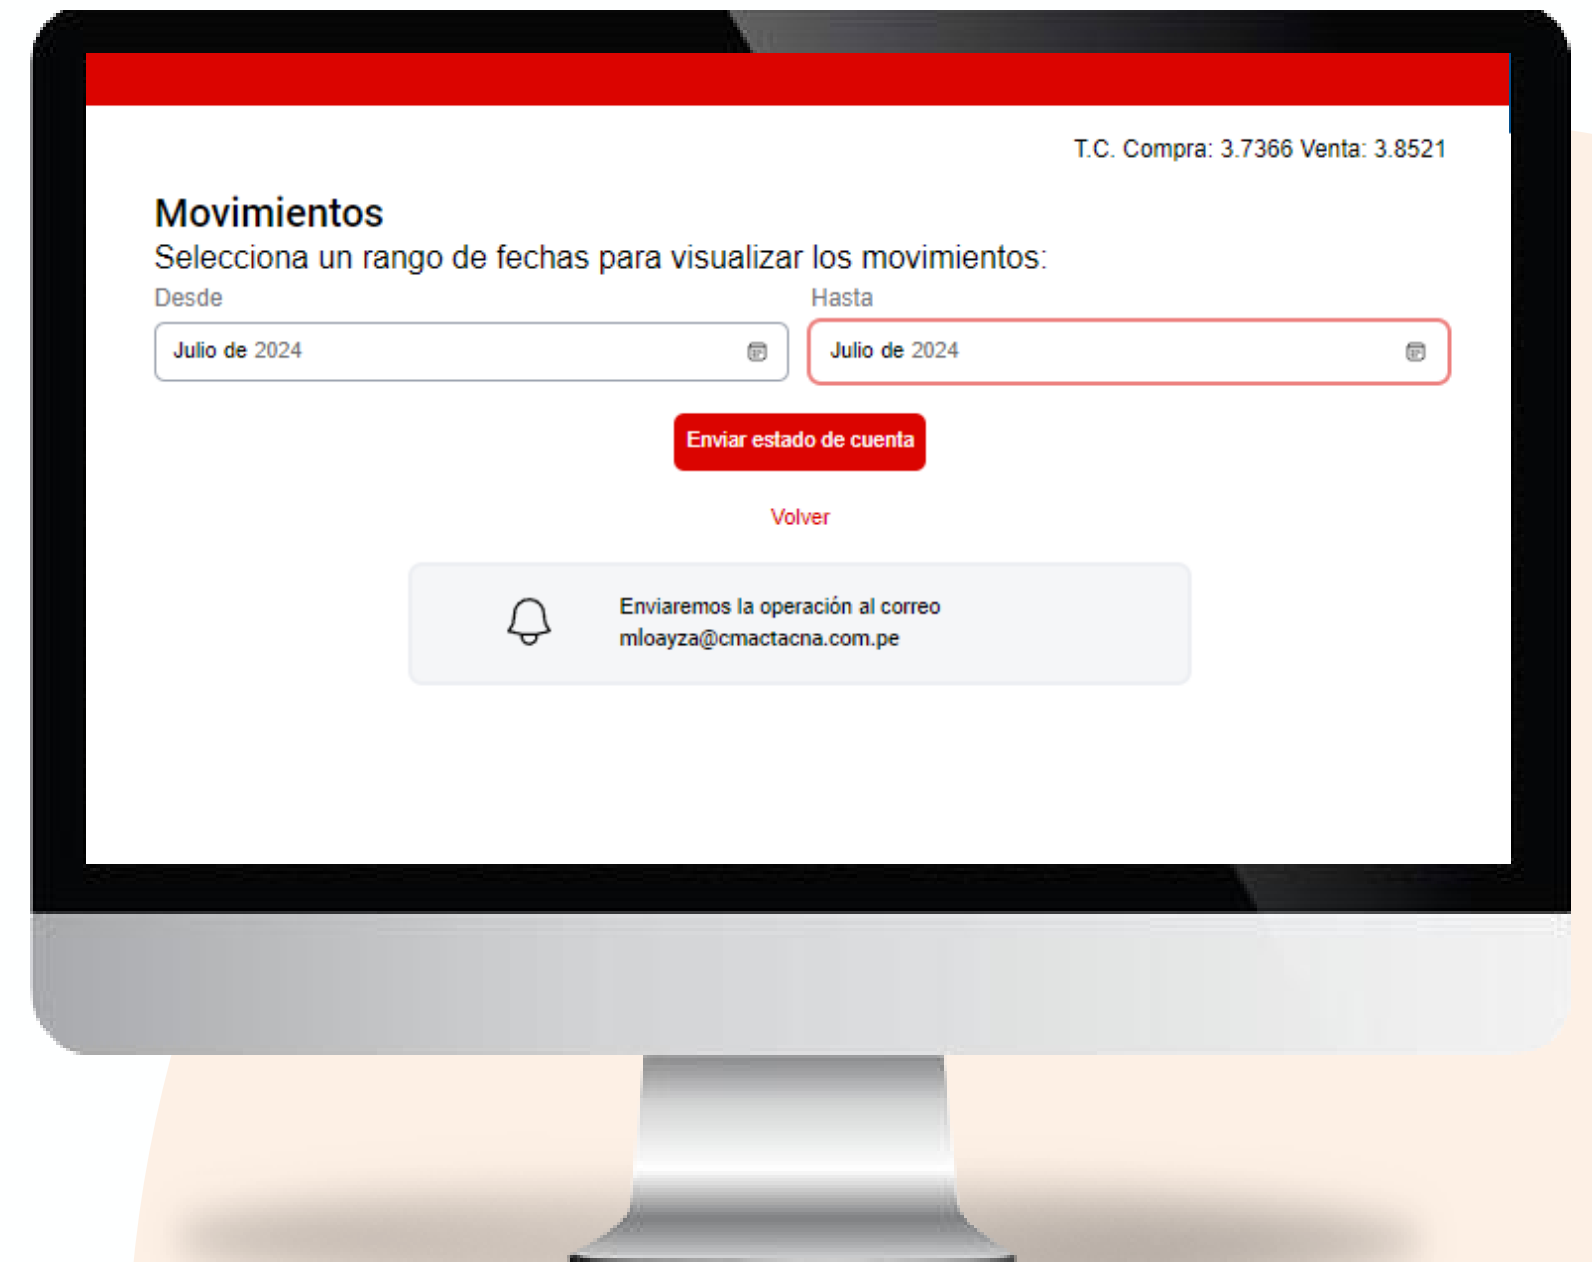 T.C. Compra: 3.7366 Venta: 3.8521
Movimientos
Selecciona un rango de fechas para visualizar los movimientos:
Desde
Hasta
Julio de 2024
Julio de 2024
Enviar estado de cuenta
Volver
Enviaremos la operación al correo
mloayza@cmactacna.com.pe